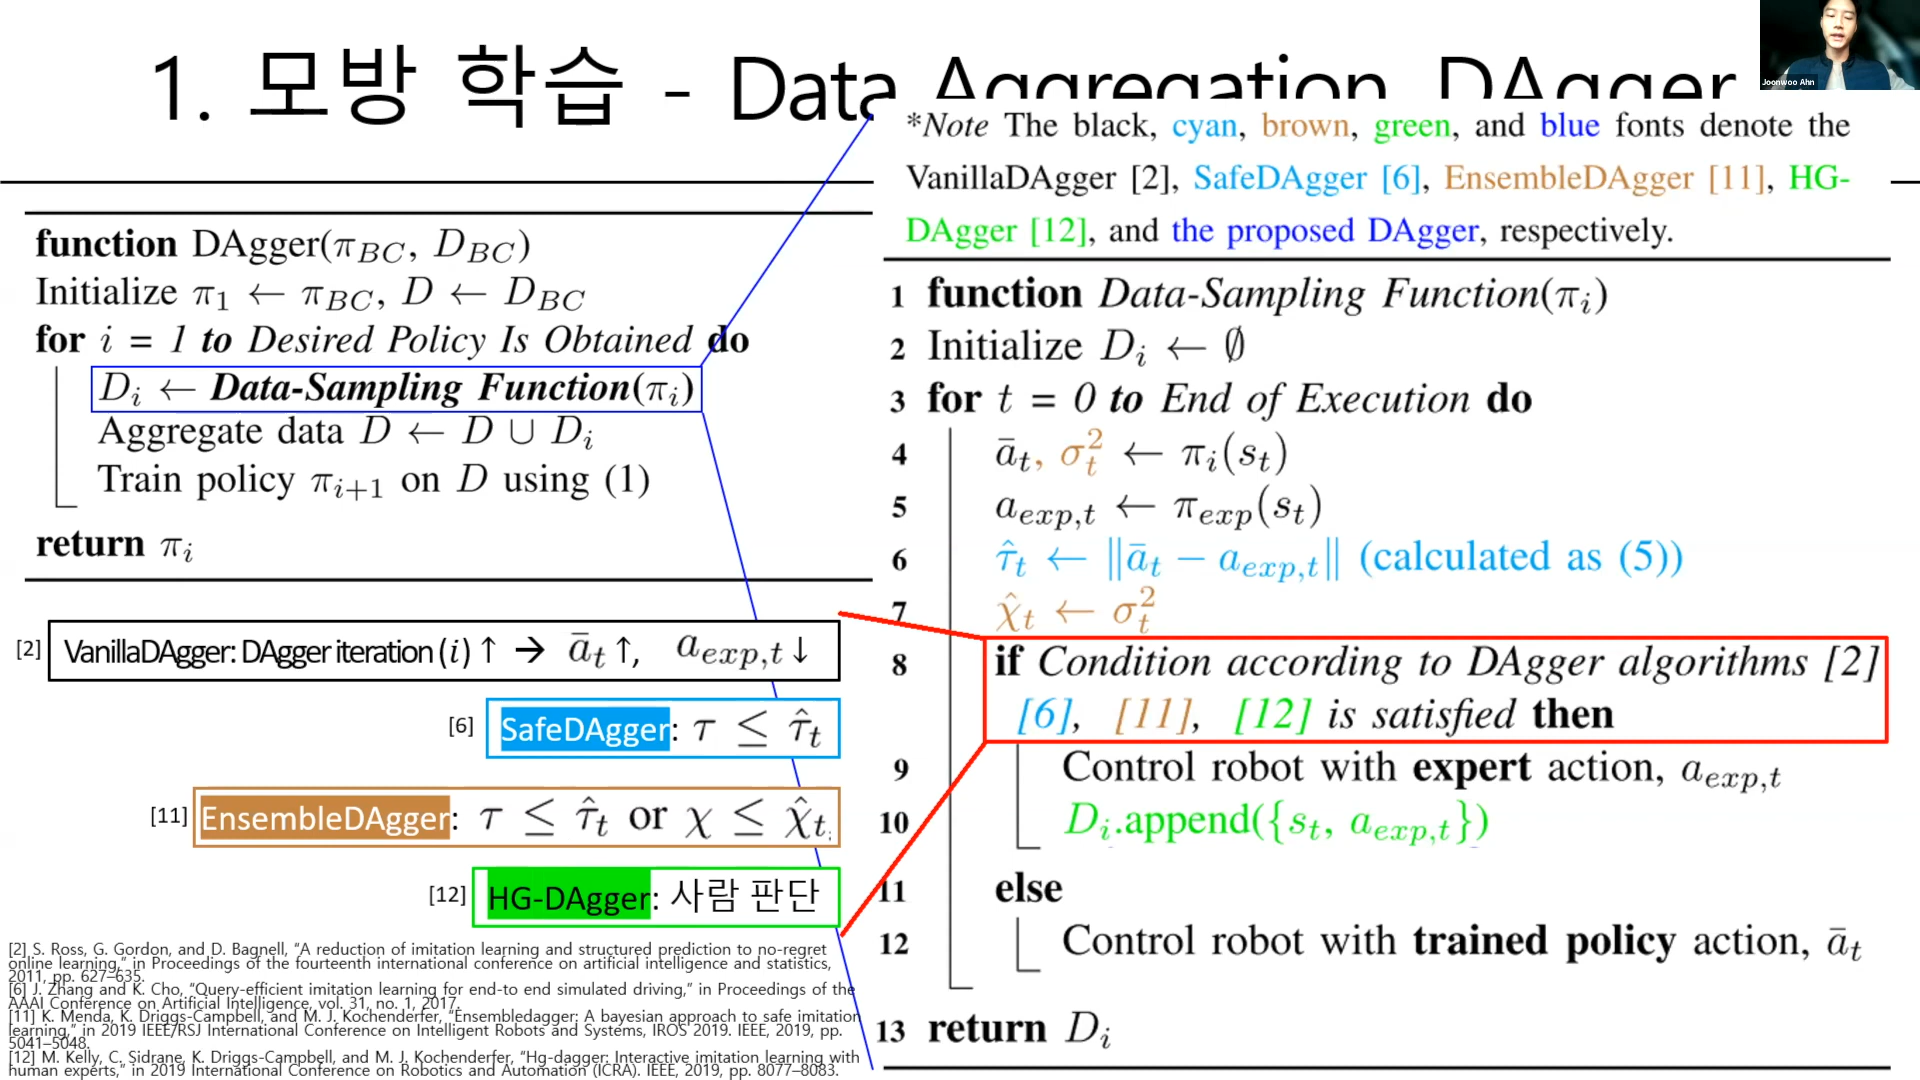 1. 모방 학습 - Data Aggregation, DAgger
Joonwoo Ahn
*Note The black, cyan, brown, green, and blue fonts denote the
VanillaDAgger [2], SafeDAgger [6], EnsembleDAgger [11], HG-
DAgger [12], and the proposed DAgger, respectively.
function DAgger(π_BC, D_BC)
Initialize π_1 ← π_BC, D ← D_BC
for i = 1 to Desired Policy Is Obtained do
D_i ← Data-Sampling Function(π_i)
Aggregate data D ← D ∪ D_i
Train policy π_{i+1} on D using (1)
return π_i
[2] VanillaDAgger: DAgger iteration (i) ↑ → ā_t ↑, a_{exp,t} ↓
[6] SafeDAgger: τ ≤ τ̂_t
[11] EnsembleDAgger: τ ≤ τ̂_t or χ ≤ χ̂_t.
[12] HG-DAgger: 사람 판단
1 function Data-Sampling Function(π_i)
2 Initialize D_i ← ∅
3 for t = 0 to End of Execution do
4 ā_t, σ_t^2 ← π_i(s_t)
5 a_{exp,t} ← π_{exp}(s_t)
6 τ̂_t ← ‖ā_t − a_{exp,t}‖ (calculated as (5))
7 χ̂_t ← σ_t^2
8 if Condition according to DAgger algorithms [2]
[6], [11], [12] is satisfied then
9 Control robot with expert action, a_{exp,t}
10 D_i.append({s_t, a_{exp,t}})
11 else
12 Control robot with trained policy action, ā_t
13 return D_i
[2] S. Ross, G. Gordon, and D. Bagnell, “A reduction of imitation learning and structured prediction to no-regret
online learning,” in Proceedings of the fourteenth international conference on artificial intelligence and statistics,
2011, pp. 627–635.
[6] J. Zhang and K. Cho, “Query-efficient imitation learning for end-to end simulated driving,” in Proceedings of the
AAAI Conference on Artificial Intelligence, vol. 31, no. 1, 2017.
[11] K. Menda, K. Driggs-Campbell, and M. J. Kochenderfer, “Ensembledagger: A bayesian approach to safe imitation
learning,” in 2019 IEEE/RSJ International Conference on Intelligent Robots and Systems, IROS 2019. IEEE, 2019, pp.
5041–5048.
[12] M. Kelly, C. Sidrane, K. Driggs-Campbell, and M. J. Kochenderfer, “Hg-dagger: Interactive imitation learning with
human experts,” in 2019 International Conference on Robotics and Automation (ICRA). IEEE, 2019, pp. 8077–8083.